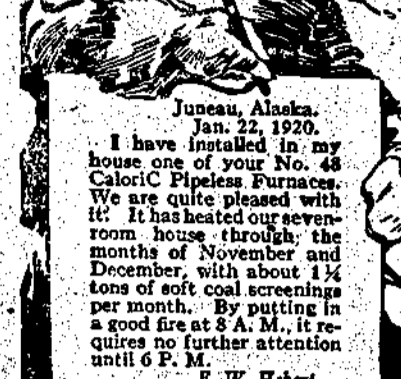 Juneau, Alaska.
Jan. 22, 1920.
I have installed in my
house one of your No. 48
CaloriC Pipeless Furnaces.
We are quite pleased with
it. It has heated our seven-
room house through the
months of November and
December, with about 1¼
tons of soft coal screenings
per month. By putting in
a good fire at 8 A. M., it re-
quires no further attention
until 6 P. M.